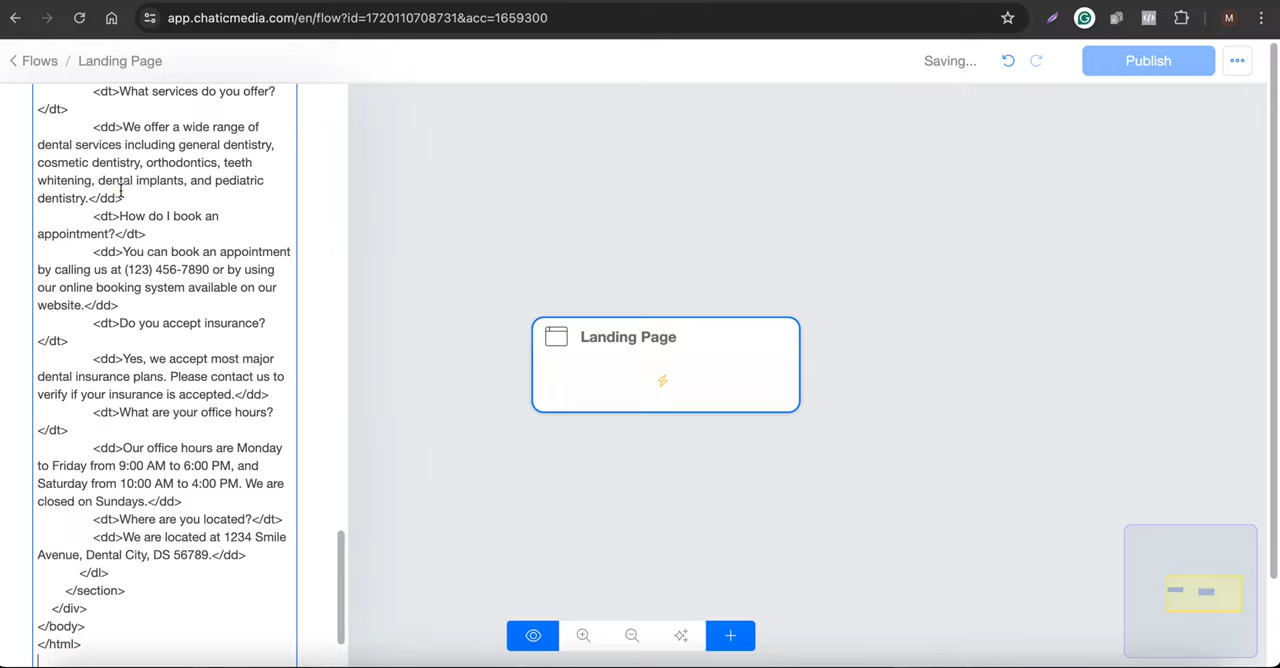 app.chaticmedia.com/en/flow?id=1720110708731&acc=1659300
M
Flows / Landing Page
Saving...
Publish
<dt>What services do you offer?
</dt>
<dd>We offer a wide range of
dental services including general dentistry,
cosmetic dentistry, orthodontics, teeth
whitening, dental implants, and pediatric
dentistry.</dd>
<dt>How do I book an
appointment?</dt>
<dd>You can book an appointment
by calling us at (123) 456-7890 or by using
our online booking system available on our
website.</dd>
<dt>Do you accept insurance?
</dt>
<dd>Yes, we accept most major
dental insurance plans. Please contact us to
verify if your insurance is accepted.</dd>
<dt>What are your office hours?
</dt>
<dd>Our office hours are Monday
to Friday from 9:00 AM to 6:00 PM, and
Saturday from 10:00 AM to 4:00 PM. We are
closed on Sundays.</dd>
<dt>Where are you located?</dt>
<dd>We are located at 1234 Smile
Avenue, Dental City, DS 56789.</dd>
</dl>
</section>
</div>
</body>
</html>
Landing Page